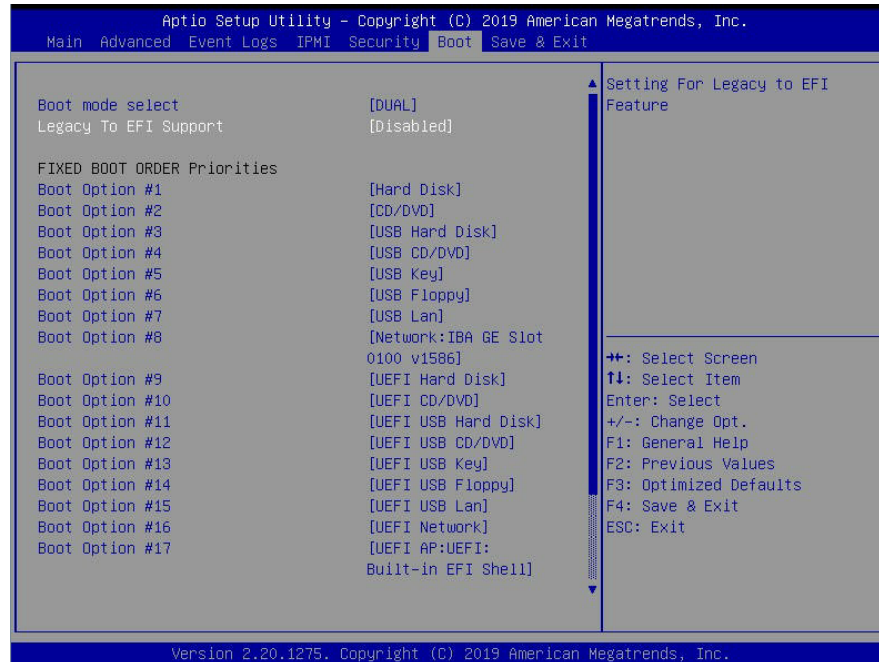 Aptio Setup Utility – Copyright (C) 2019 American Megatrends, Inc.
Main Advanced Event Logs IPMI Security Boot Save & Exit
Boot mode select [DUAL]
Legacy To EFI Support [Disabled]
FIXED BOOT ORDER Priorities
Boot Option #1 [Hard Disk]
Boot Option #2 [CD/DVD]
Boot Option #3 [USB Hard Disk]
Boot Option #4 [USB CD/DVD]
Boot Option #5 [USB Key]
Boot Option #6 [USB Floppy]
Boot Option #7 [USB Lan]
Boot Option #8 [Network:IBA GE Slot
0100 v1586]
Boot Option #9 [UEFI Hard Disk]
Boot Option #10 [UEFI CD/DVD]
Boot Option #11 [UEFI USB Hard Disk]
Boot Option #12 [UEFI USB CD/DVD]
Boot Option #13 [UEFI USB Key]
Boot Option #14 [UEFI USB Floppy]
Boot Option #15 [UEFI USB Lan]
Boot Option #16 [UEFI Network]
Boot Option #17 [UEFI AP:UEFI:
Built-in EFI Shell]
Setting For Legacy to EFI
Feature
→←: Select Screen
↑↓: Select Item
Enter: Select
+/-: Change Opt.
F1: General Help
F2: Previous Values
F3: Optimized Defaults
F4: Save & Exit
ESC: Exit
Version 2.20.1275. Copyright (C) 2019 American Megatrends, Inc.